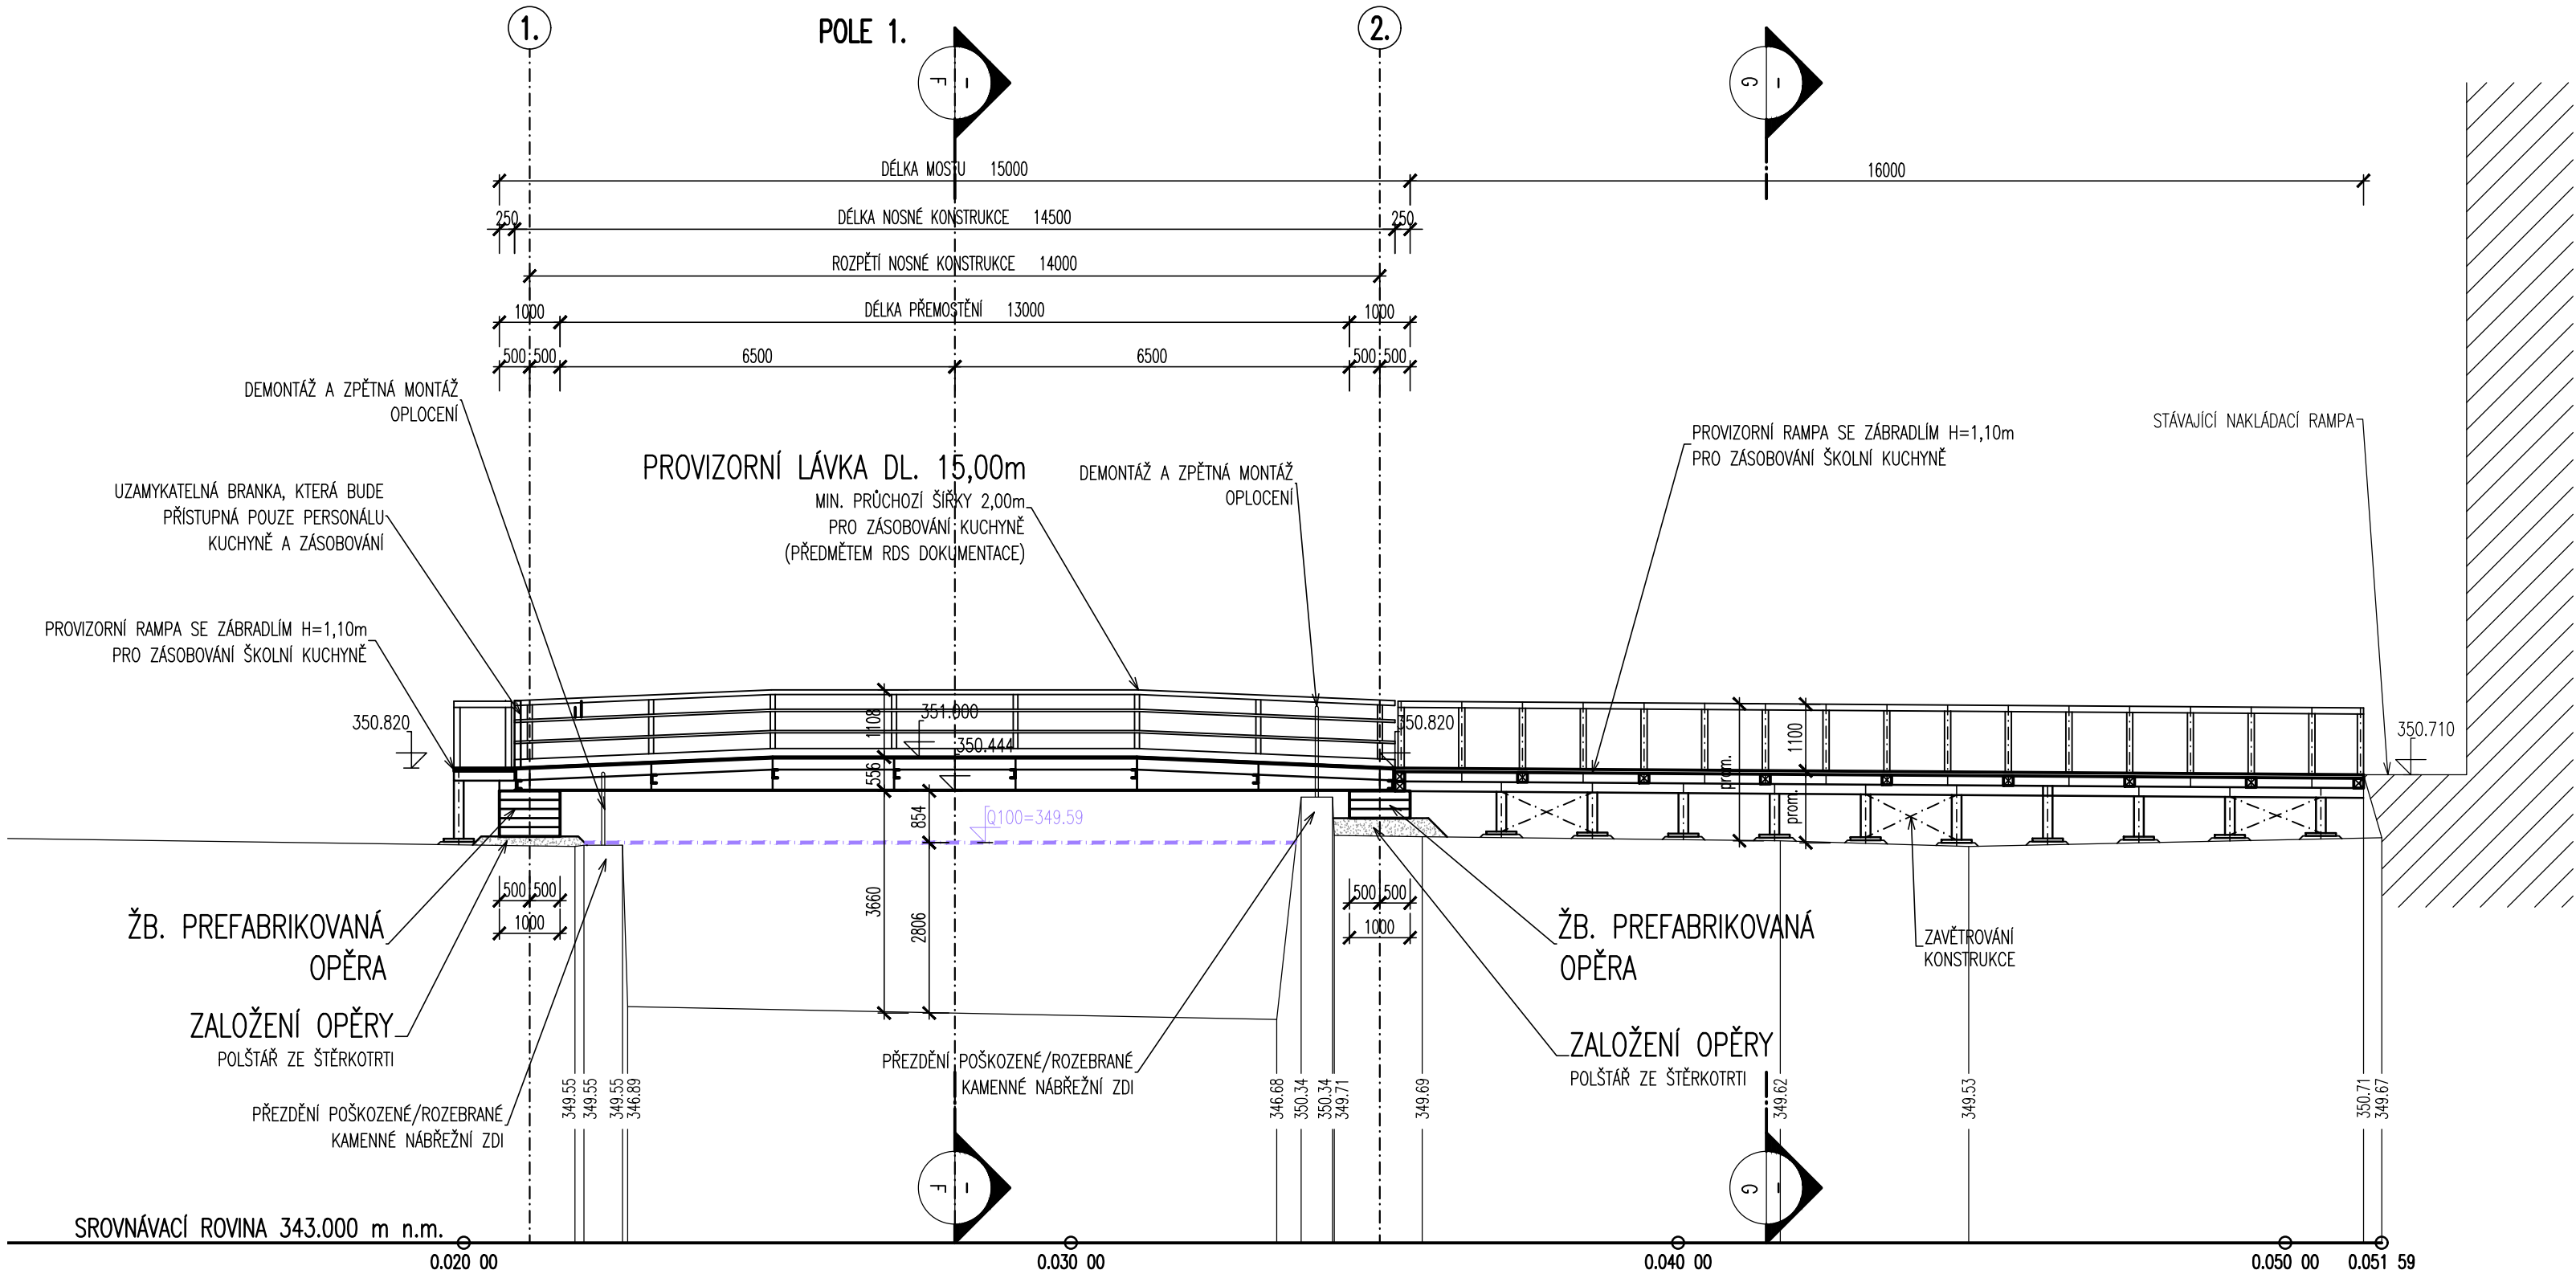 1.
POLE 1.
2.
F
–
G
–
DÉLKA MOSTU 15000
16000
250
DÉLKA NOSNÉ KONSTRUKCE 14500
250
ROZPĚTÍ NOSNÉ KONSTRUKCE 14000
1000
DÉLKA PŘEMOSTĚNÍ 13000
1000
500 500
6500
6500
500 500
DEMONTÁŽ A ZPĚTNÁ MONTÁŽ
OPLOCENÍ
UZAMYKATELNÁ BRANKA, KTERÁ BUDE
PŘÍSTUPNÁ POUZE PERSONÁLU
KUCHYNĚ A ZÁSOBOVÁNÍ
PROVIZORNÍ RAMPA SE ZÁBRADLÍM H=1,10m
PRO ZÁSOBOVÁNÍ ŠKOLNÍ KUCHYNĚ
PROVIZORNÍ LÁVKA DL. 15,00m
MIN. PRŮCHOZÍ ŠÍŘKY 2,00m
PRO ZÁSOBOVÁNÍ KUCHYNĚ
(PŘEDMĚTEM RDS DOKUMENTACE)
DEMONTÁŽ A ZPĚTNÁ MONTÁŽ
OPLOCENÍ
PROVIZORNÍ RAMPA SE ZÁBRADLÍM H=1,10m
PRO ZÁSOBOVÁNÍ ŠKOLNÍ KUCHYNĚ
STÁVAJÍCÍ NAKLÁDACÍ RAMPA
350.820
1108
351.000
350.444
556
350.820
prom.
1100
prom.
350.710
854
Q100=349.59
3660
2806
500 500
1000
500 500
1000
ŽB. PREFABRIKOVANÁ
OPĚRA
ZALOŽENÍ OPĚRY
POLŠTÁŘ ZE ŠTĚRKOTRTI
PŘEZDĚNÍ POŠKOZENÉ/ROZEBRANÉ
KAMENNÉ NÁBŘEŽNÍ ZDI
PŘEZDĚNÍ POŠKOZENÉ/ROZEBRANÉ
KAMENNÉ NÁBŘEŽNÍ ZDI
ŽB. PREFABRIKOVANÁ
OPĚRA
ZALOŽENÍ OPĚRY
POLŠTÁŘ ZE ŠTĚRKOTRTI
ZAVĚTROVÁNÍ
KONSTRUKCE
349.55
349.55
349.55
346.89
346.68
350.34
350.34
349.71
349.69
349.62
349.53
350.71
349.67
F
–
G
–
SROVNÁVACÍ ROVINA 343.000 m n.m.
0.020 00
0.030 00
0.040 00
0.050 00
0.051 59